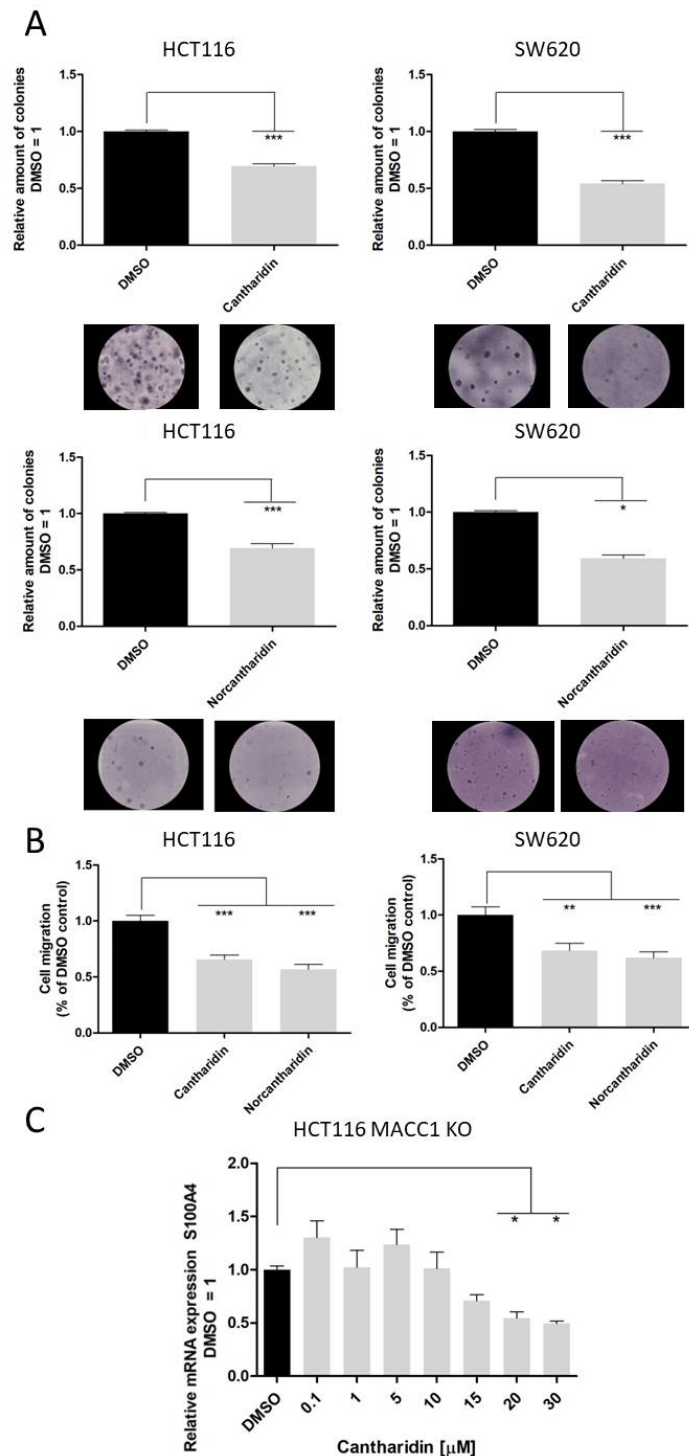 A
HCT116
SW620
Relative amount of colonies
DMSO = 1
1.5
1.0
0.5
0.0
***
DMSO
Cantharidin
Relative amount of colonies
DMSO = 1
1.5
1.0
0.5
0.0
***
DMSO
Cantharidin
HCT116
SW620
Relative amount of colonies
DMSO = 1
1.5
1.0
0.5
0.0
***
DMSO
Norcantharidin
Relative amount of colonies
DMSO = 1
1.5
1.0
0.5
0.0
*
DMSO
Norcantharidin
B
HCT116
SW620
Cell migration
(% of DMSO control)
1.5
1.0
0.5
0.0
*** ***
DMSO
Cantharidin
Norcantharidin
Cell migration
(% of DMSO control)
1.5
1.0
0.5
0.0
** ***
DMSO
Cantharidin
Norcantharidin
C
HCT116 MACC1 KO
Relative mRNA expression S100A4
DMSO = 1
2.0
1.5
1.0
0.5
0.0
* *
DMSO
0.1
1
5
10
15
20
30
Cantharidin [µM]